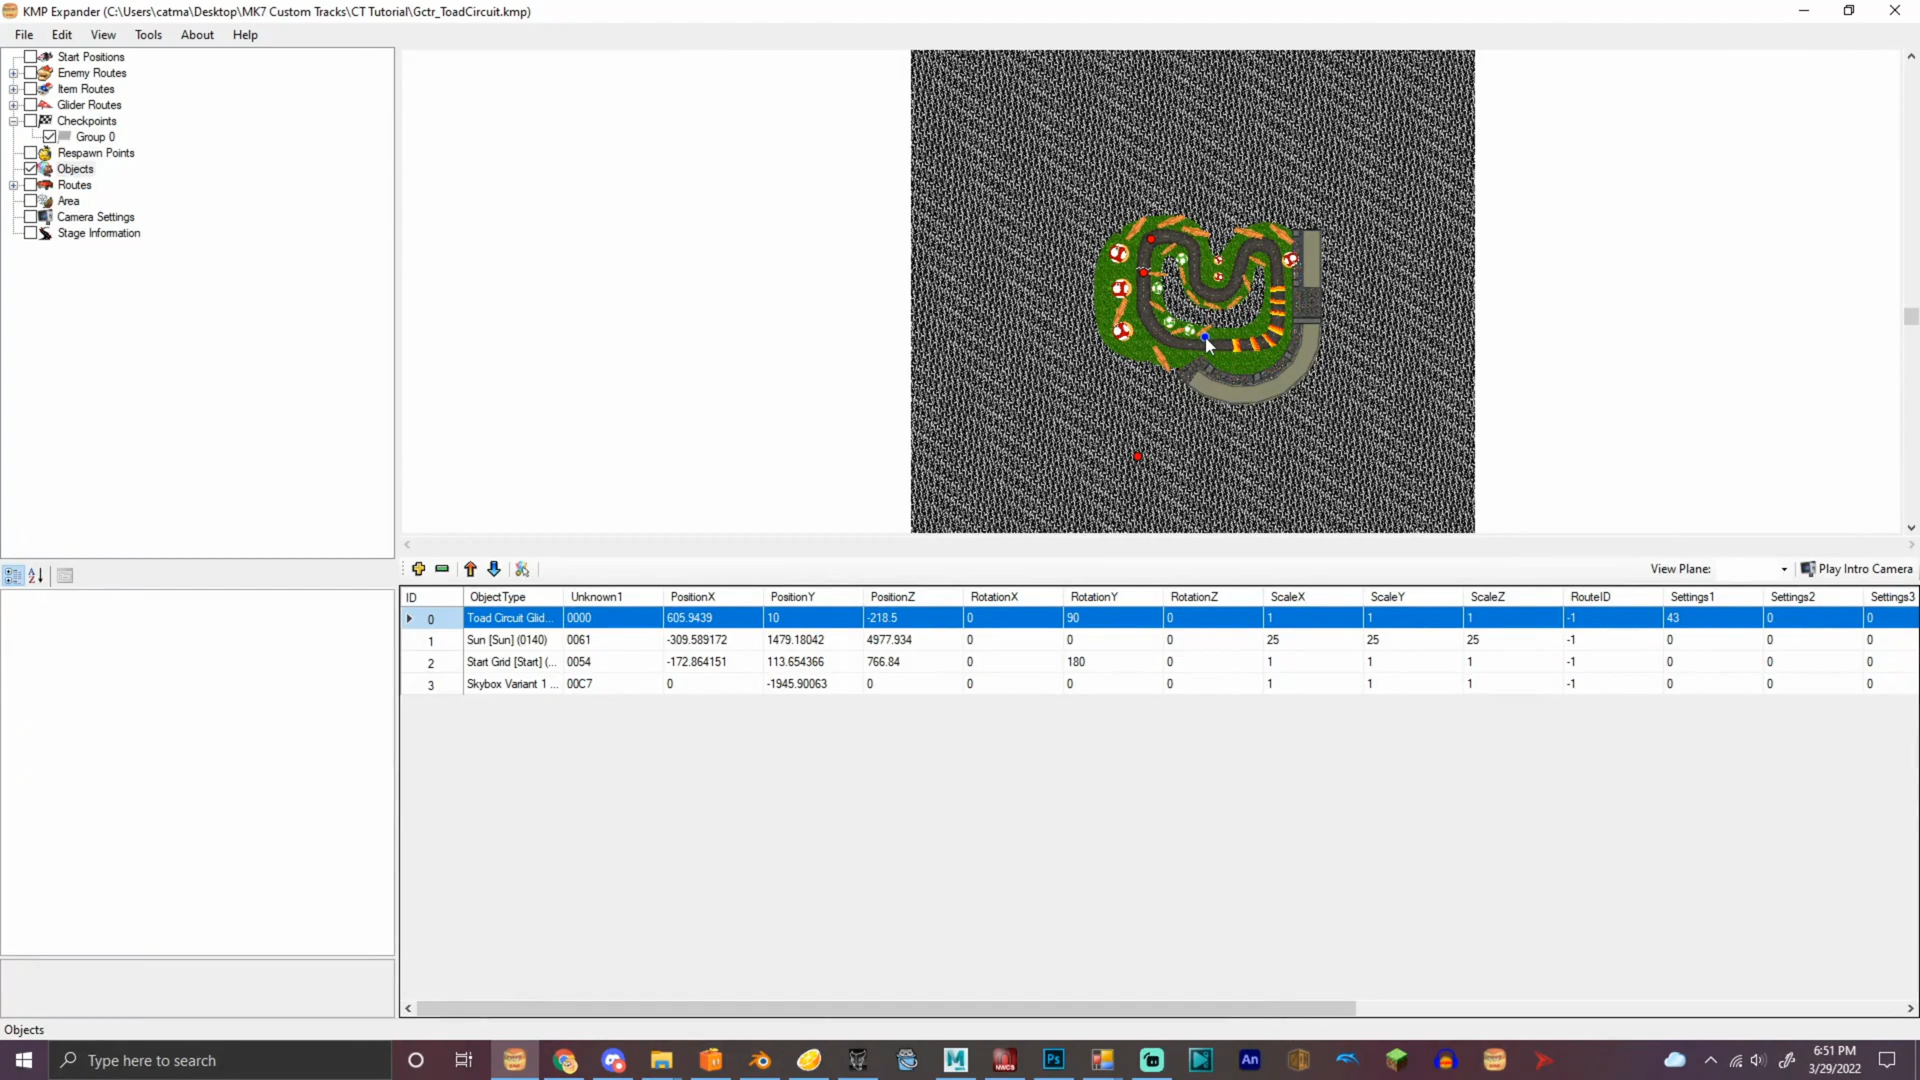 KMP Expander (C:\Users\catma\Desktop\MK7 Custom Tracks\CT Tutorial\Gctr_ToadCircuit.kmp)
File Edit View Tools About Help
Start Positions
Enemy Routes
Item Routes
Glider Routes
Checkpoints
Group 0
Respawn Points
Objects
Routes
Area
Camera Settings
Stage Information
View Plane: Play Intro Camera
ID ObjectType Unknown1 PositionX PositionY PositionZ RotationX RotationY RotationZ ScaleX ScaleY ScaleZ RouteID Settings1 Settings2 Settings3
0 Toad Circuit Glid... 0000 605.9439 10 -218.5 0 90 0 1 1 1 -1 43 0 0
1 Sun [Sun] (0140) 0061 -309.589172 1479.18042 4977.934 0 0 0 25 25 25 -1 0 0 0
2 Start Grid [Start] (... 0054 -172.864151 113.654366 766.84 0 180 0 1 1 1 -1 0 0 0
3 Skybox Variant 1 ... 00C7 0 -1945.90063 0 0 0 0 1 1 1 -1 0 0 0
Objects
Type here to search
6:51 PM
3/29/2022